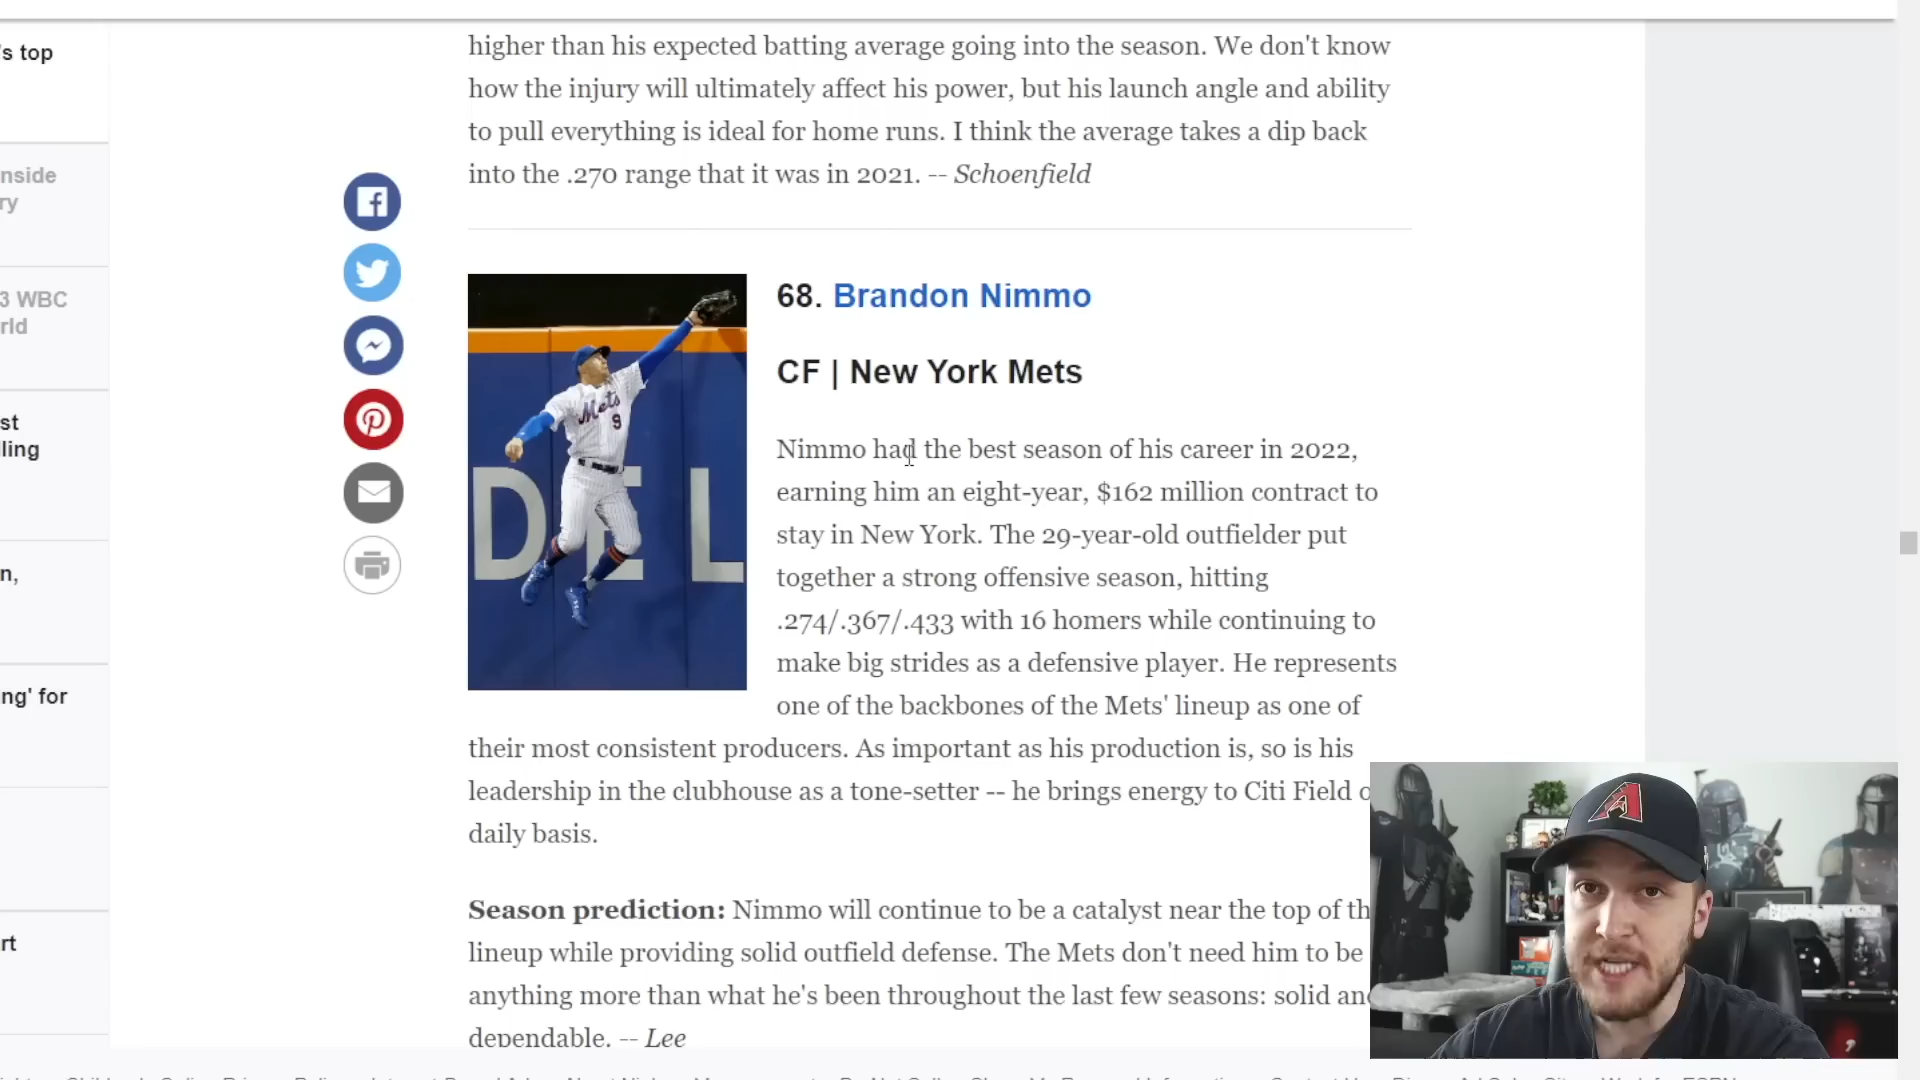 's top
nside
ry
3 WBC
rld
st
lling
n,
ng' for
rt
higher than his expected batting average going into the season. We don't know
how the injury will ultimately affect his power, but his launch angle and ability
to pull everything is ideal for home runs. I think the average takes a dip back
into the .270 range that it was in 2021. -- Schoenfield
Mets
9
DEL
68. Brandon Nimmo
CF | New York Mets
Nimmo had the best season of his career in 2022,
earning him an eight-year, $162 million contract to
stay in New York. The 29-year-old outfielder put
together a strong offensive season, hitting
.274/.367/.433 with 16 homers while continuing to
make big strides as a defensive player. He represents
one of the backbones of the Mets' lineup as one of
their most consistent producers. As important as his production is, so is his
leadership in the clubhouse as a tone-setter -- he brings energy to Citi Field o
daily basis.
Season prediction: Nimmo will continue to be a catalyst near the top of th
lineup while providing solid outfield defense. The Mets don't need him to be
anything more than what he's been throughout the last few seasons: solid an
dependable. -- Lee
A